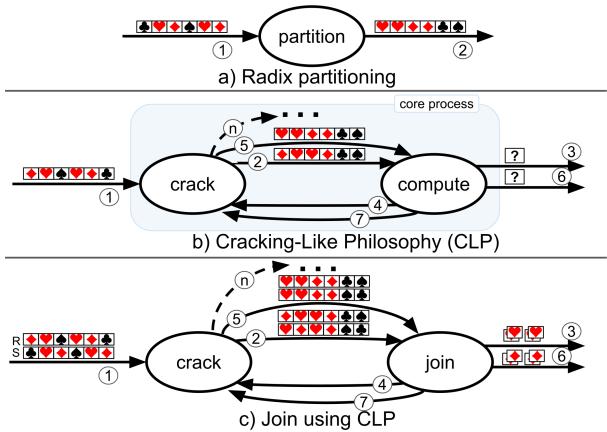 partition
1
2
a) Radix partitioning
core process
n
. . .
5
2
?
3
?
6
crack
compute
1
4
7
b) Cracking-Like Philosophy (CLP)
n
. . .
5
R
S
2
3
6
crack
join
1
4
7
c) Join using CLP